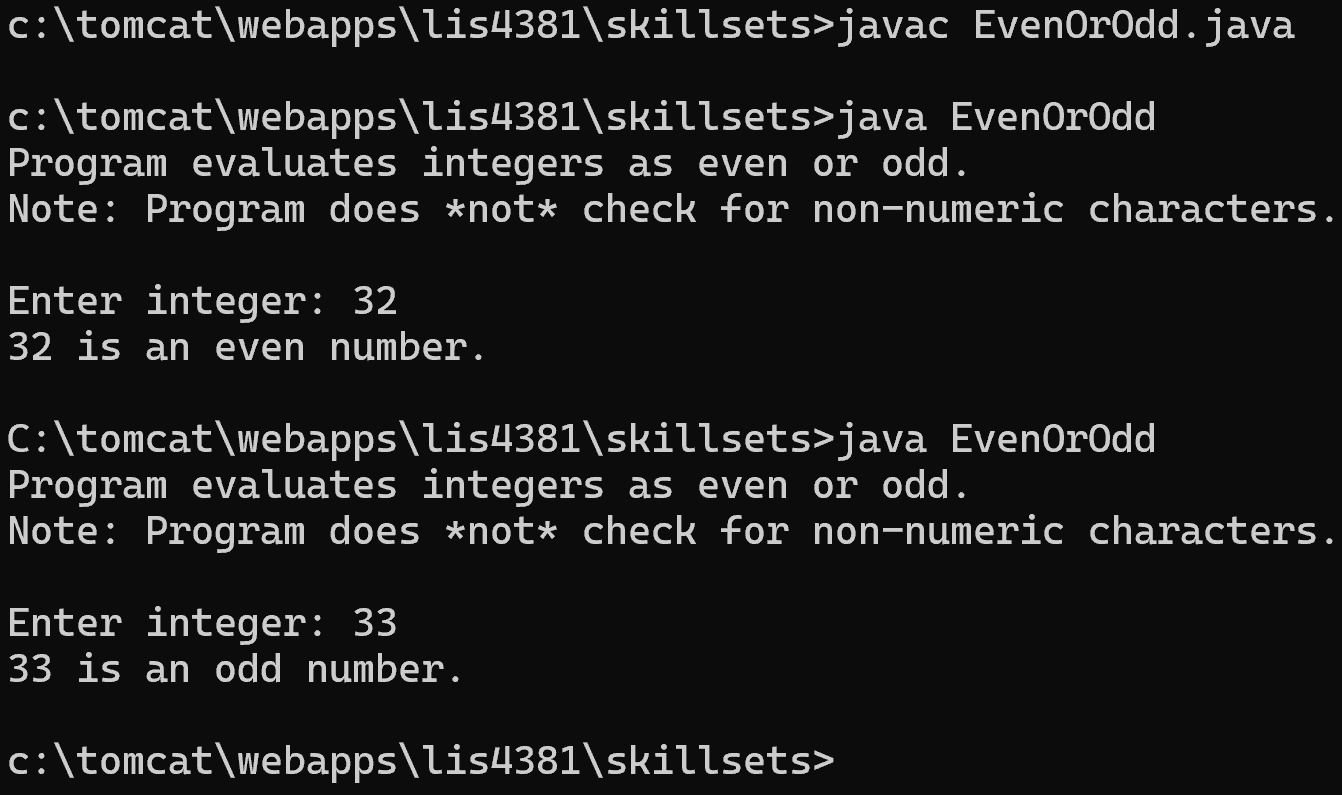 c:\tomcat\webapps\lis4381\skillsets>javac EvenOrOdd.java
c:\tomcat\webapps\lis4381\skillsets>java EvenOrOdd
Program evaluates integers as even or odd.
Note: Program does *not* check for non-numeric characters.
Enter integer: 32
32 is an even number.
C:\tomcat\webapps\lis4381\skillsets>java EvenOrOdd
Program evaluates integers as even or odd.
Note: Program does *not* check for non-numeric characters.
Enter integer: 33
33 is an odd number.
c:\tomcat\webapps\lis4381\skillsets>